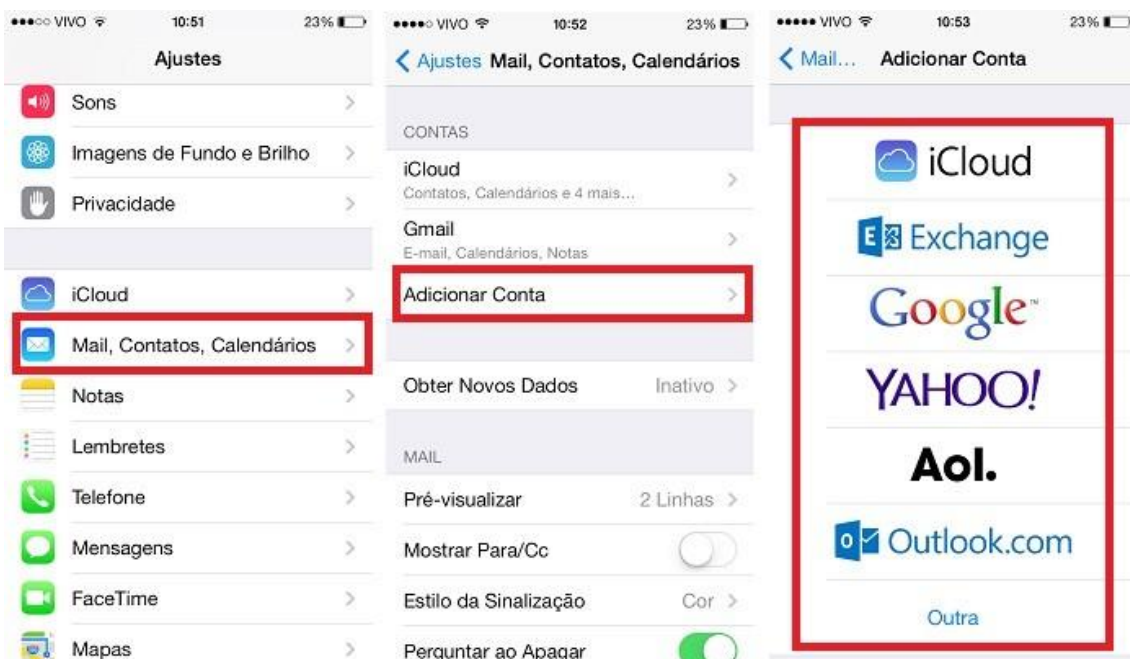 VIVO 10:51 23%
Ajustes
Sons
Imagens de Fundo e Brilho
Privacidade
iCloud
Mail, Contatos, Calendários
Notas
Lembretes
Telefone
Mensagens
FaceTime
Mapas
VIVO 10:52 23%
Ajustes Mail, Contatos, Calendários
CONTAS
iCloud
Contatos, Calendários e 4 mais...
Gmail
E-mail, Calendários, Notas
Adicionar Conta
Obter Novos Dados Inativo
MAIL
Pré-visualizar 2 Linhas
Mostrar Para/Cc
Estilo da Sinalização Cor
Perguntar ao Apagar
VIVO 10:53 23%
Mail... Adicionar Conta
iCloud
E Exchange
Google™
YAHOO!
Aol.
o Outlook.com
Outra